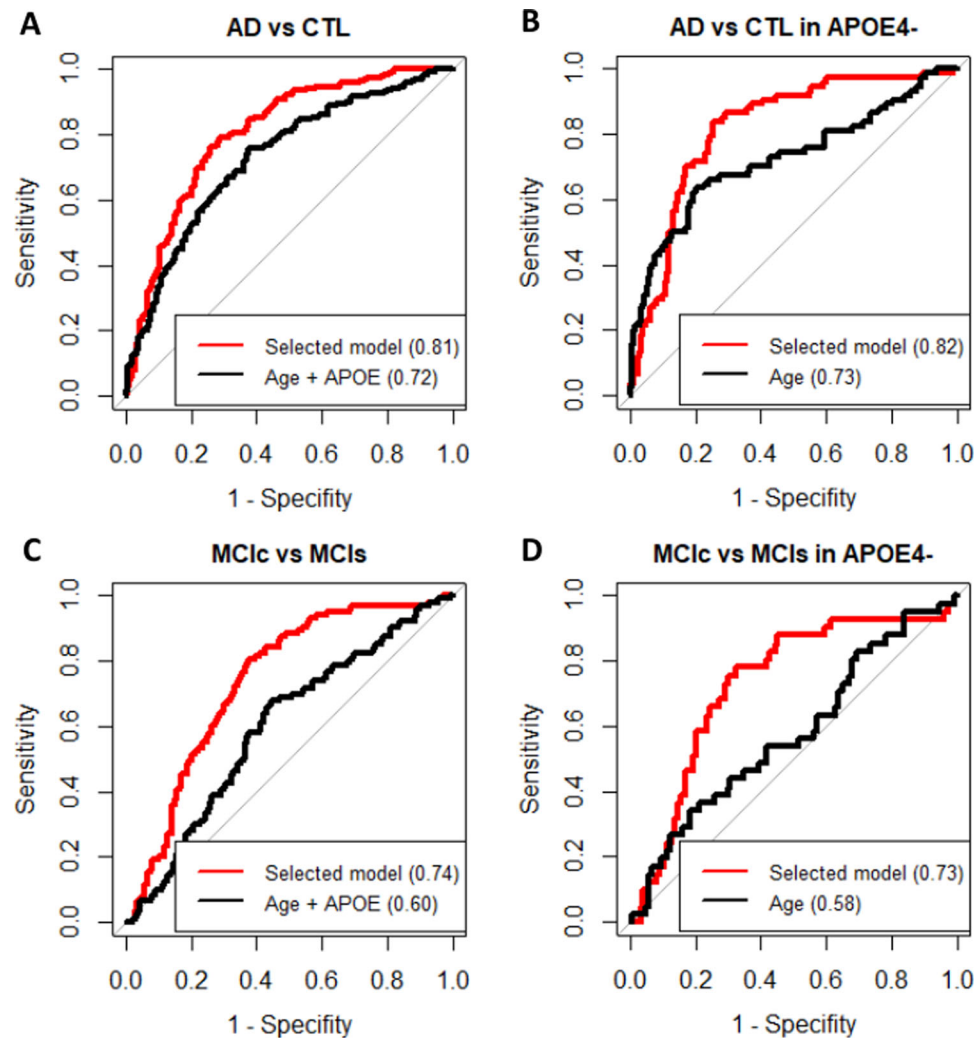 A
AD vs CTL
Sensitivity
0.0 0.2 0.4 0.6 0.8 1.0
Selected model (0.81)
Age + APOE (0.72)
0.0 0.2 0.4 0.6 0.8 1.0
1 - Specifity
B
AD vs CTL in APOE4-
Sensitivity
0.0 0.2 0.4 0.6 0.8 1.0
Selected model (0.82)
Age (0.73)
0.0 0.2 0.4 0.6 0.8 1.0
1 - Specifity
C
MCIc vs MCIs
Sensitivity
0.0 0.2 0.4 0.6 0.8 1.0
Selected model (0.74)
Age + APOE (0.60)
0.0 0.2 0.4 0.6 0.8 1.0
1 - Specifity
D
MCIc vs MCIs in APOE4-
Sensitivity
0.0 0.2 0.4 0.6 0.8 1.0
Selected model (0.73)
Age (0.58)
0.0 0.2 0.4 0.6 0.8 1.0
1 - Specifity